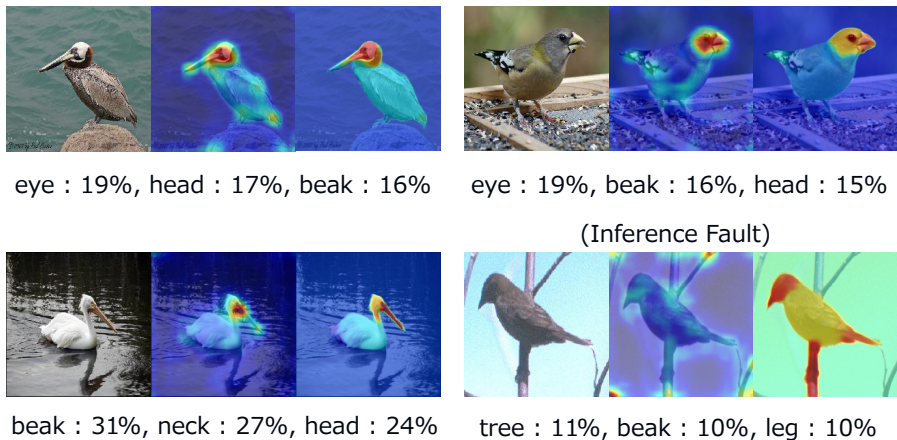 eye : 19%, head : 17%, beak : 16%
eye : 19%, beak : 16%, head : 15%
(Inference Fault)
beak : 31%, neck : 27%, head : 24%
tree : 11%, beak : 10%, leg : 10%